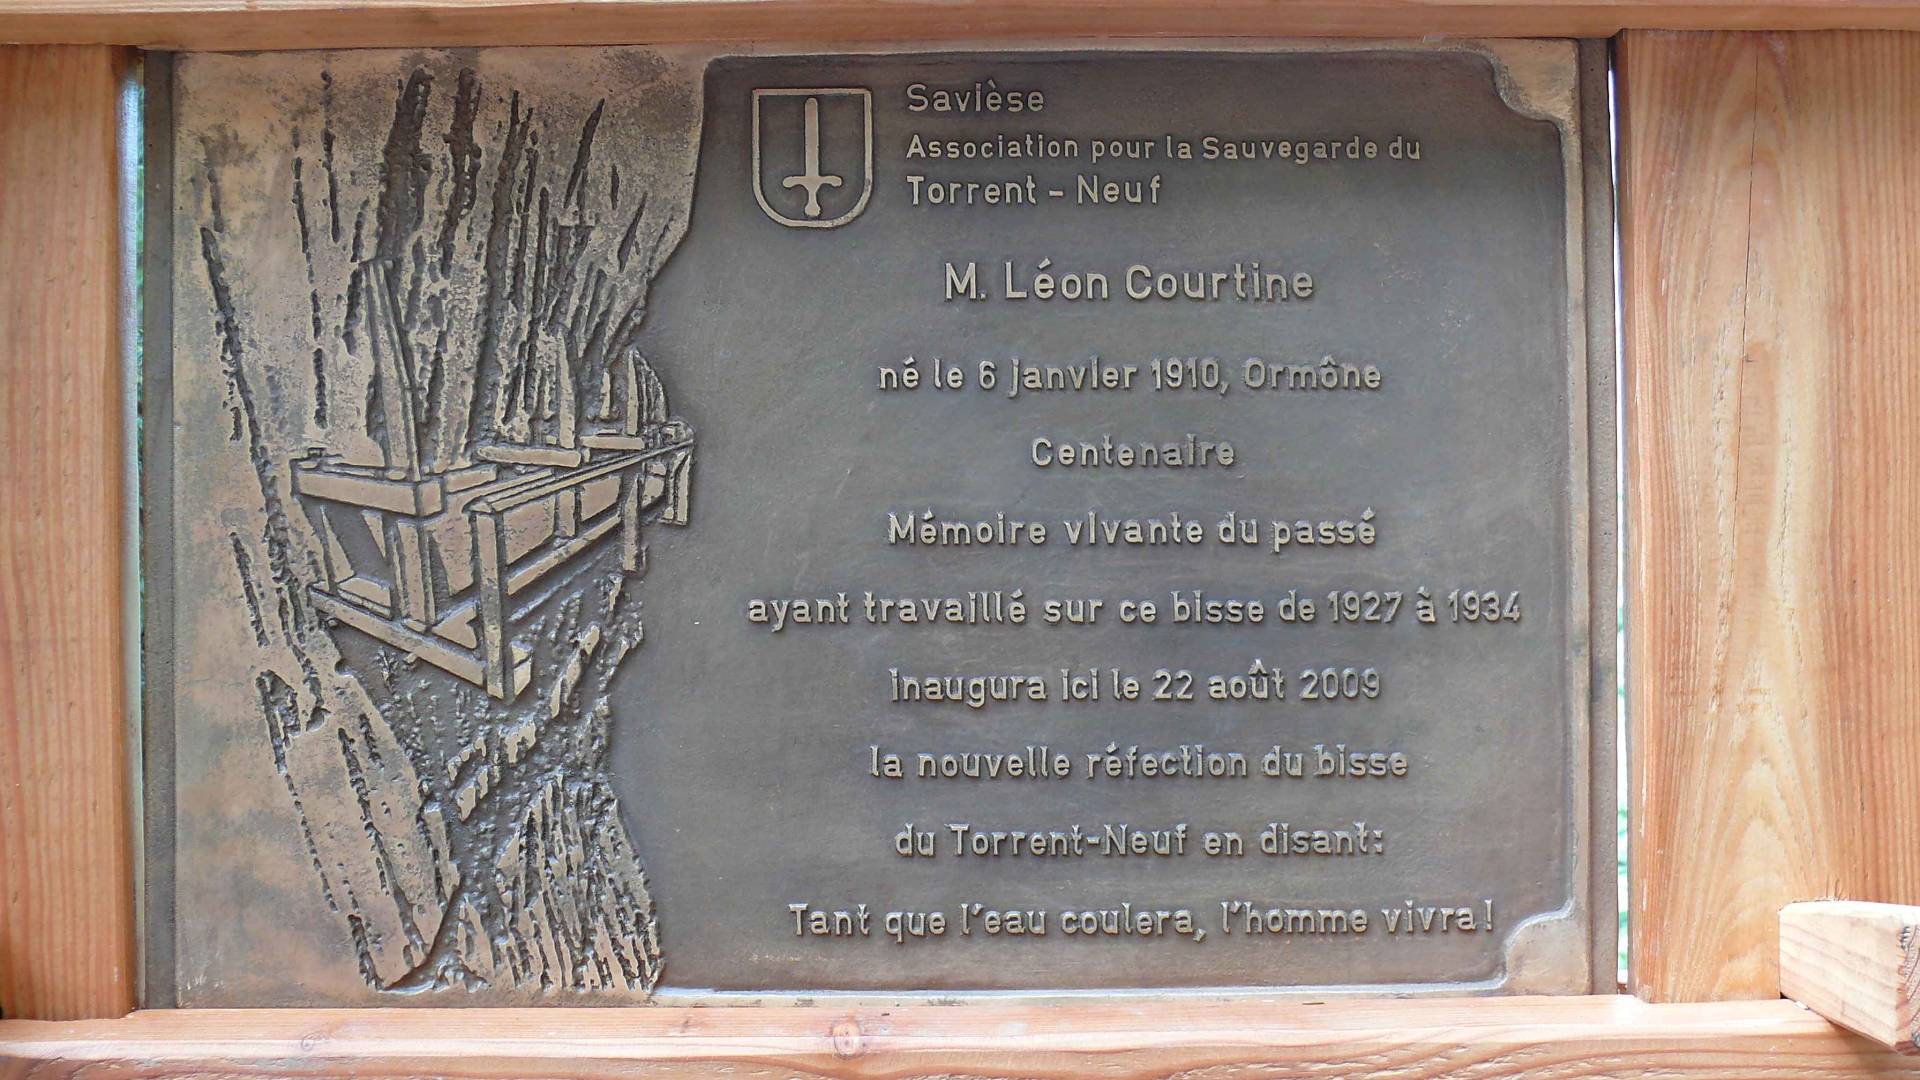 Savièse
Association pour la Sauvegarde du
Torrent - Neuf
M. Léon Courtine
né le 6 janvier 1910, Ormône
Centenaire
Mémoire vivante du passé
ayant travaillé sur ce bisse de 1927 à 1934
inaugura ici le 22 août 2009
la nouvelle réfection du bisse
du Torrent-Neuf en disant:
Tant que l'eau coulera, l'homme vivra!